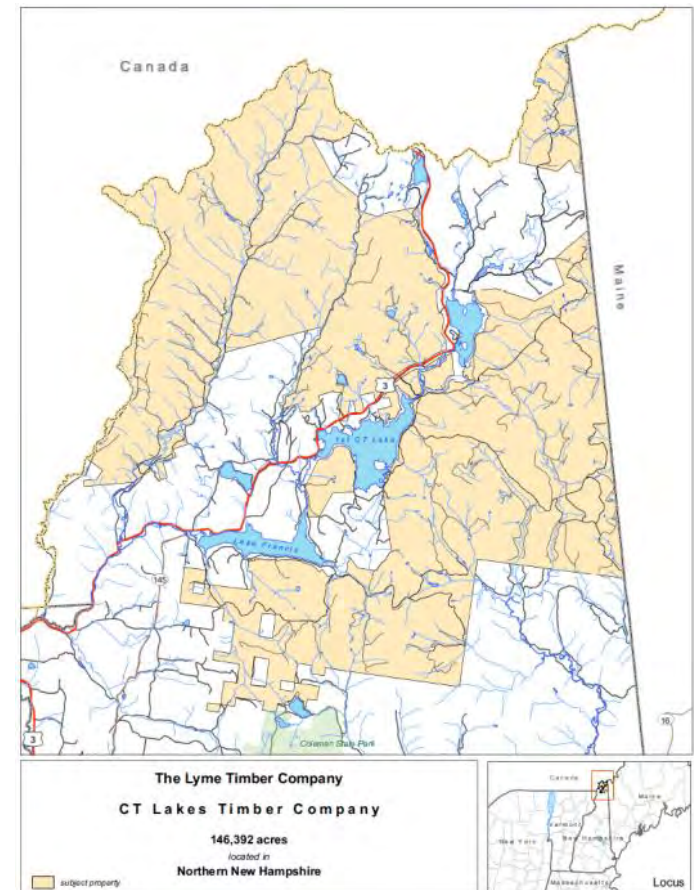 Canada
Maine
3
1st CT Lake
Lake Francis
145
3
Coleman State Park
16
The Lyme Timber Company
CT Lakes Timber Company
146,392 acres
located in
Northern New Hampshire
subject property
Canada
Maine
Vermont
New Hampshire
New York
Massachusetts
Locus